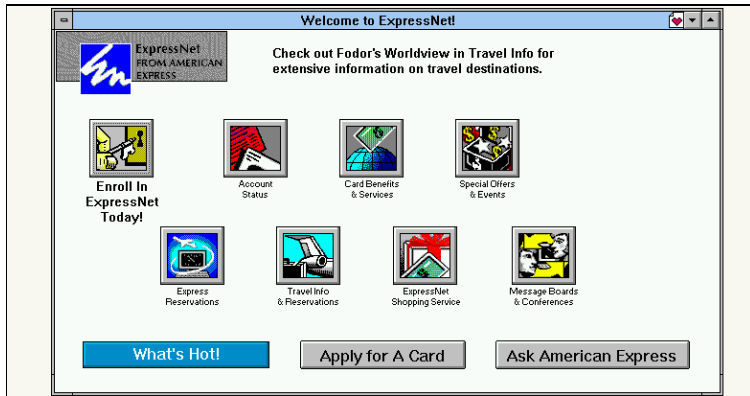 Welcome to ExpressNet!
ExpressNet
FROM AMERICAN
EXPRESS
Check out Fodor's Worldview in Travel Info for
extensive information on travel destinations.
Enroll In
ExpressNet
Today!
Account
Status
Card Benefits
& Services
Special Offers
& Events
Express
Reservations
Travel Info
& Reservations
ExpressNet
Shopping Service
Message Boards
& Conferences
What's Hot!
Apply for A Card
Ask American Express